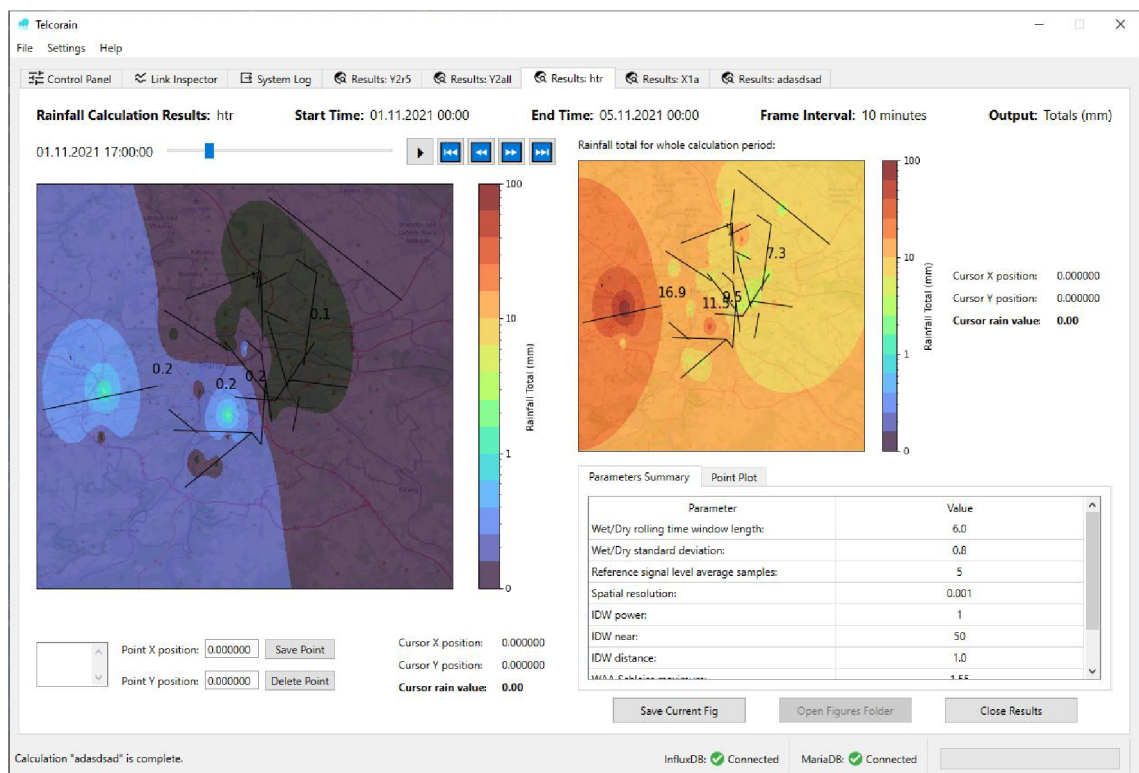 Telcorain
File Settings Help
Control Panel Link Inspector System Log Results: Y2r5 Results: Y2all Results: htr Results: X1a Results: adasdsad
Rainfall Calculation Results: htr Start Time: 01.11.2021 00:00 End Time: 05.11.2021 00:00 Frame Interval: 10 minutes Output: Totals (mm)
01.11.2021 17:00:00
Rainfall total for whole calculation period:
100
10
1
0
Rainfall Total (mm)
0.1
0.2
0.2
0.2
100
10
1
0
Rainfall Total (mm)
7.3
16.9
11.3
9.5
Cursor X position: 0.000000
Cursor Y position: 0.000000
Cursor rain value: 0.00
Parameters Summary Point Plot
Parameter Value
Wet/Dry rolling time window length: 6.0
Wet/Dry standard deviation: 0.8
Reference signal level average samples: 5
Spatial resolution: 0.001
IDW power: 1
IDW near: 50
IDW distance: 1.0
WAA Schleiss maximum: 1.55
Point X position: 0.000000 Save Point
Point Y position: 0.000000 Delete Point
Cursor X position: 0.000000
Cursor Y position: 0.000000
Cursor rain value: 0.00
Save Current Fig Open Figures Folder Close Results
Calculation "adasdsad" is complete. InfluxDB: Connected MariaDB: Connected